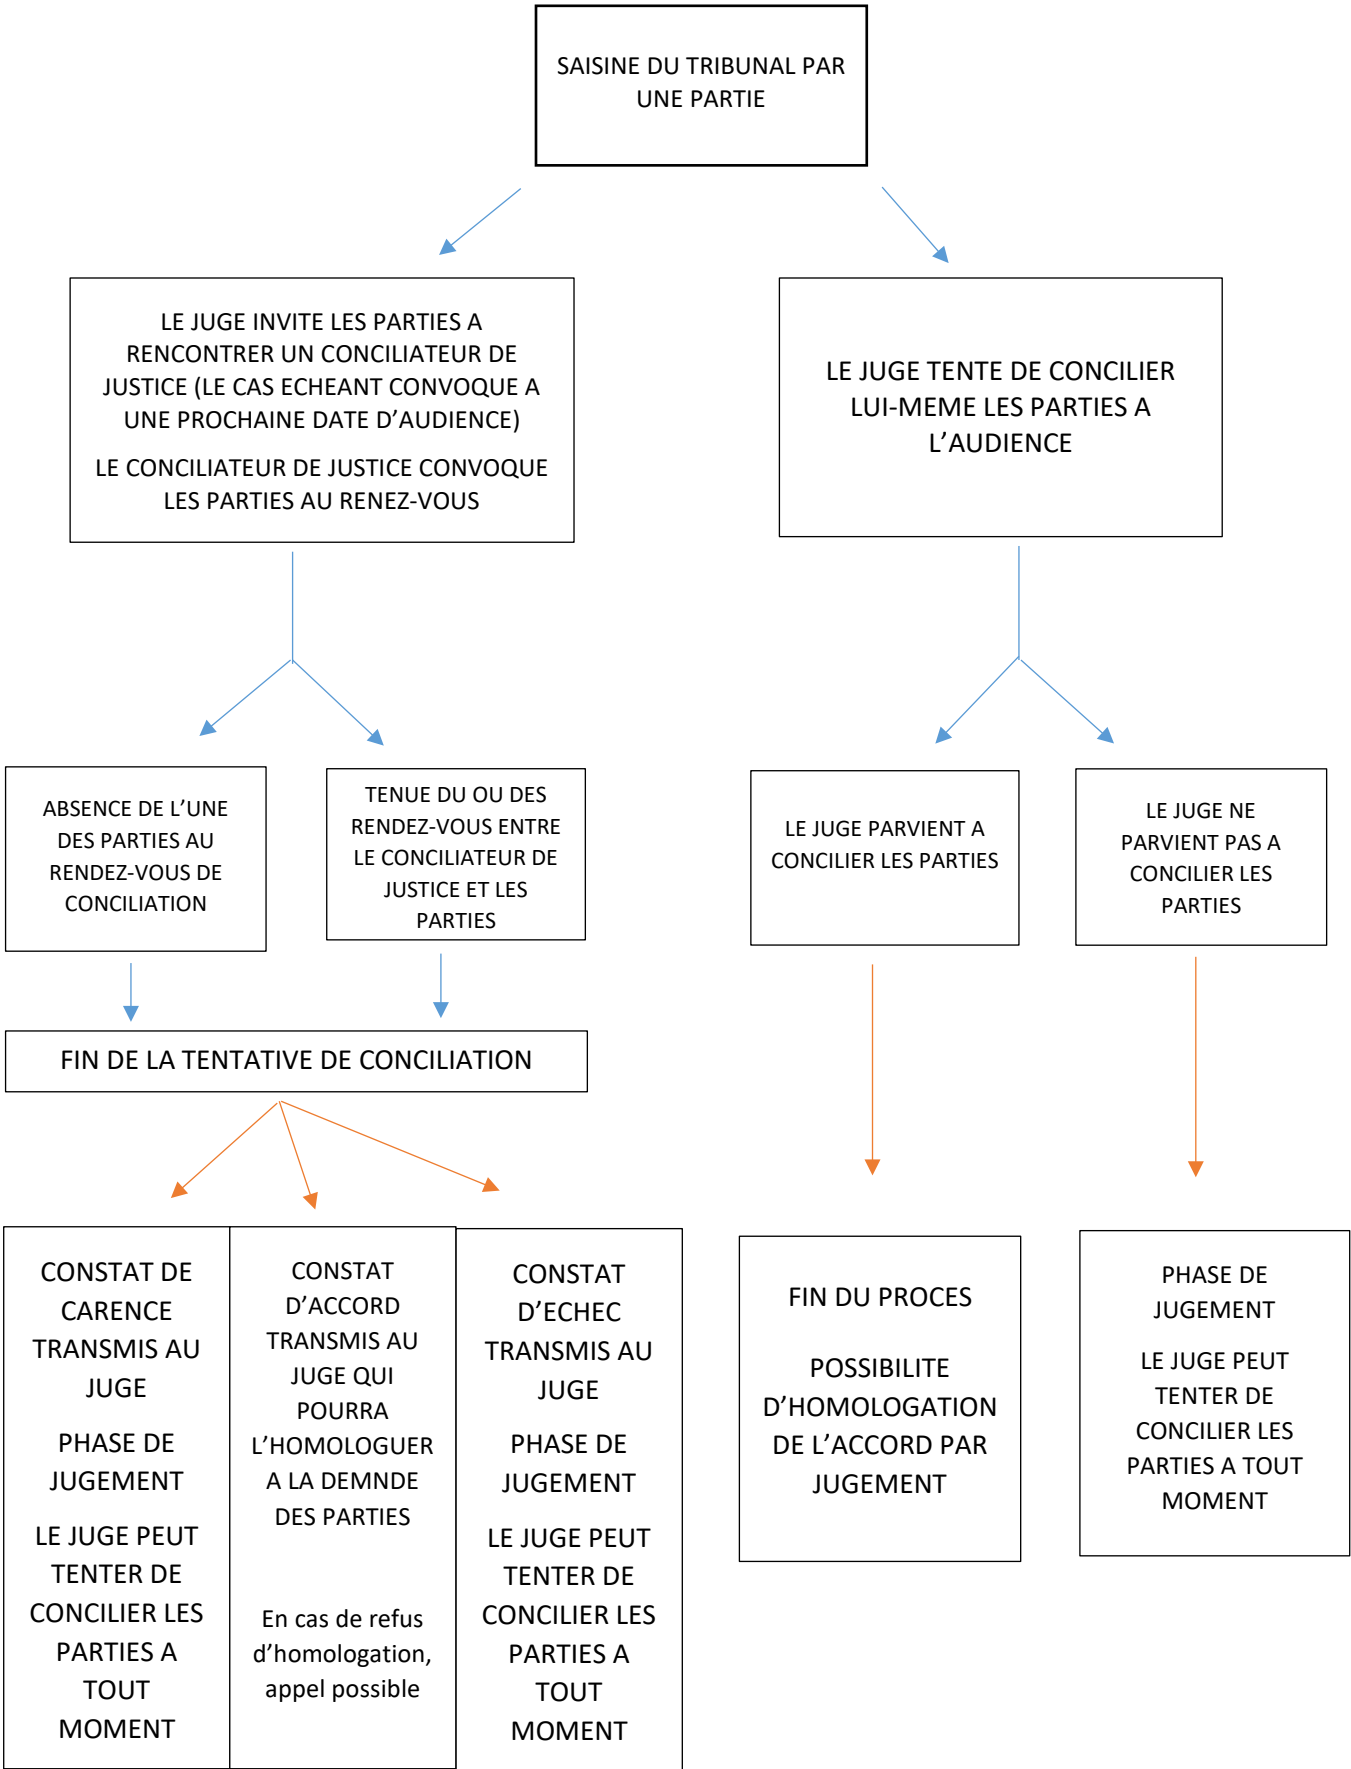 SAISINE DU TRIBUNAL PAR
UNE PARTIE
LE JUGE INVITE LES PARTIES A
RENCONTRER UN CONCILIATEUR DE
JUSTICE (LE CAS ECHEANT CONVOQUE A
UNE PROCHAINE DATE D’AUDIENCE)
LE CONCILIATEUR DE JUSTICE CONVOQUE
LES PARTIES AU RENEZ-VOUS
LE JUGE TENTE DE CONCILIER
LUI-MEME LES PARTIES A
L’AUDIENCE
ABSENCE DE L’UNE
DES PARTIES AU
RENDEZ-VOUS DE
CONCILIATION
TENUE DU OU DES
RENDEZ-VOUS ENTRE
LE CONCILIATEUR DE
JUSTICE ET LES
PARTIES
LE JUGE PARVIENT A
CONCILIER LES PARTIES
LE JUGE NE
PARVIENT PAS A
CONCILIER LES
PARTIES
FIN DE LA TENTATIVE DE CONCILIATION
CONSTAT DE
CARENCE
TRANSMIS AU
JUGE
PHASE DE
JUGEMENT
LE JUGE PEUT
TENTER DE
CONCILIER LES
PARTIES A
TOUT
MOMENT
CONSTAT
D’ACCORD
TRANSMIS AU
JUGE QUI
POURRA
L’HOMOLOGUER
A LA DEMNDE
DES PARTIES
En cas de refus
d’homologation,
appel possible
CONSTAT
D’ECHEC
TRANSMIS AU
JUGE
PHASE DE
JUGEMENT
LE JUGE PEUT
TENTER DE
CONCILIER LES
PARTIES A
TOUT
MOMENT
FIN DU PROCES
POSSIBILITE
D’HOMOLOGATION
DE L’ACCORD PAR
JUGEMENT
PHASE DE
JUGEMENT
LE JUGE PEUT
TENTER DE
CONCILIER LES
PARTIES A TOUT
MOMENT